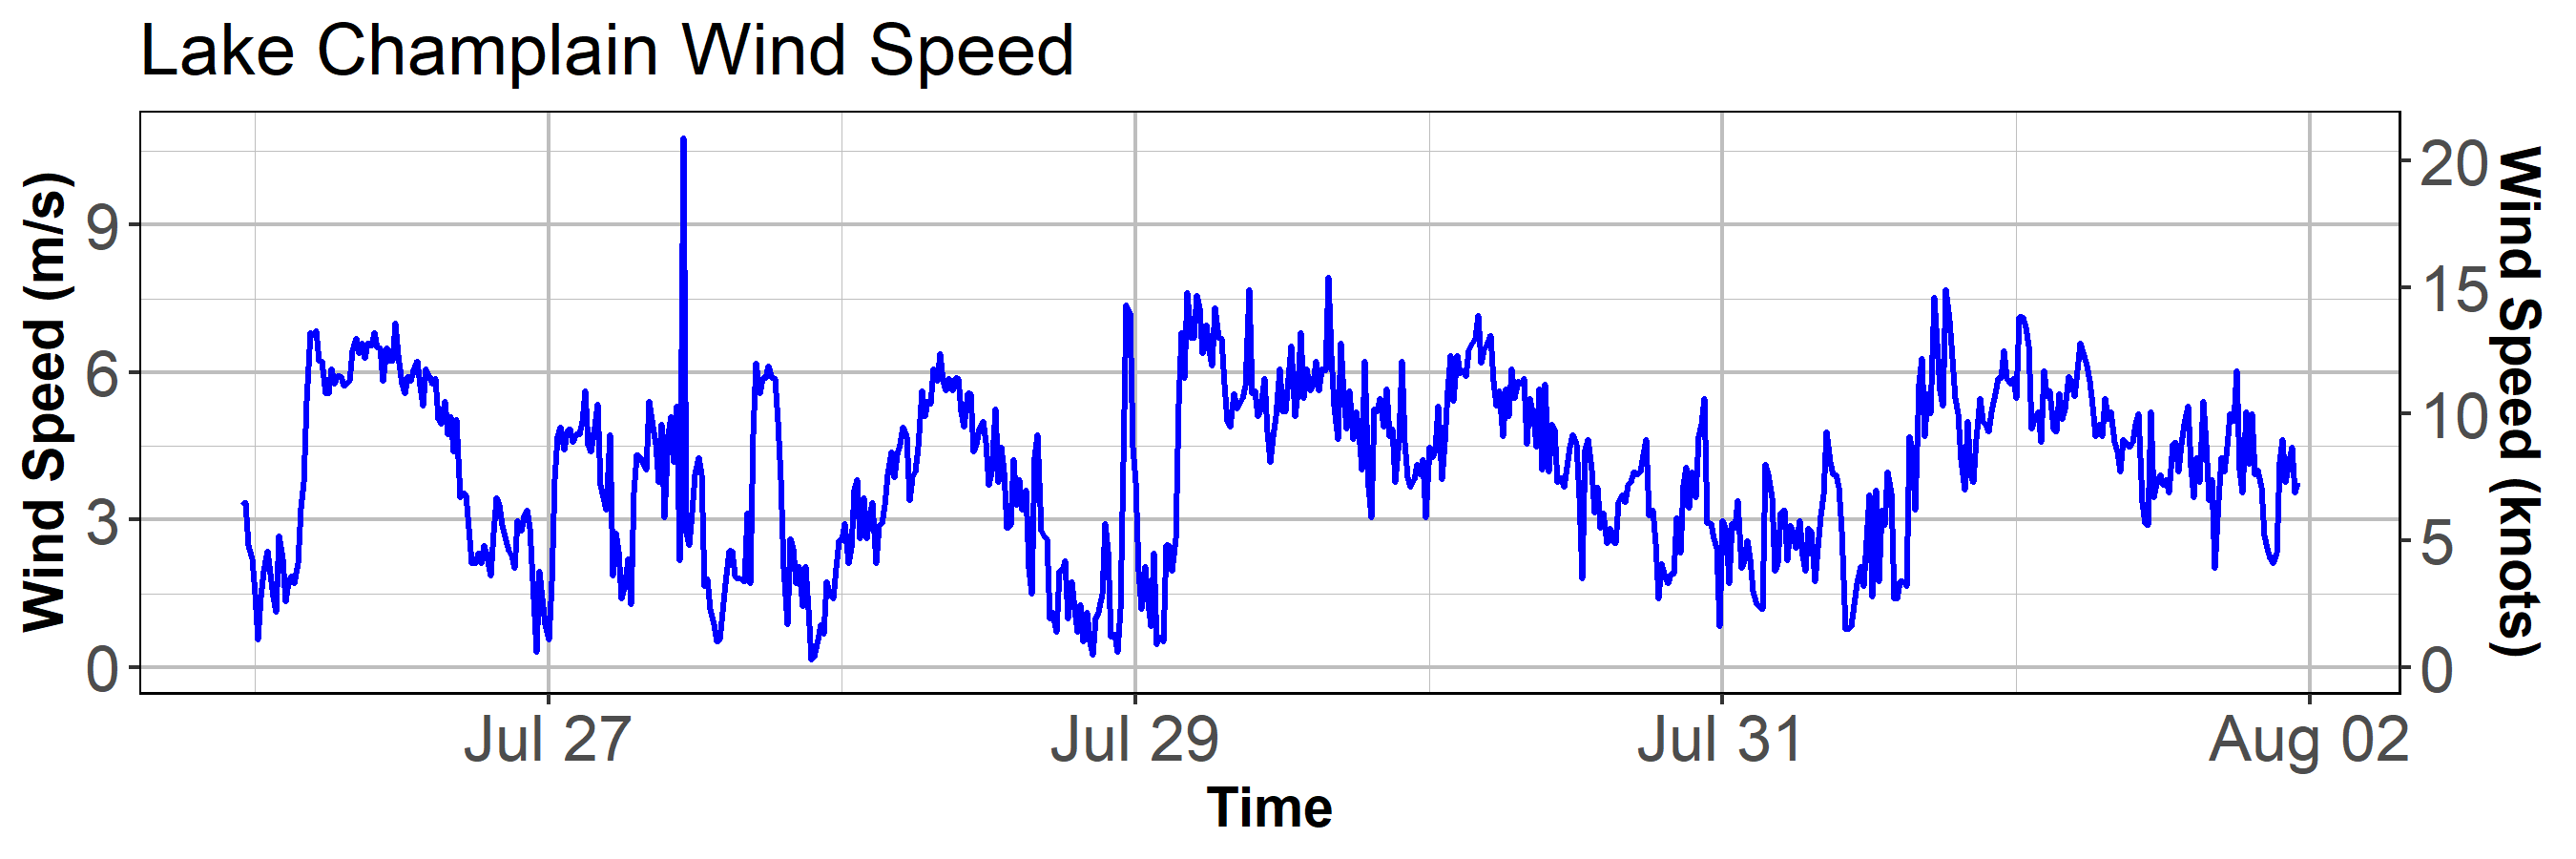 Lake Champlain Wind Speed
Wind Speed (m/s)
9
6
3
0
20
15
10
5
0
Wind Speed (knots)
Jul 27
Jul 29
Jul 31
Aug 02
Time